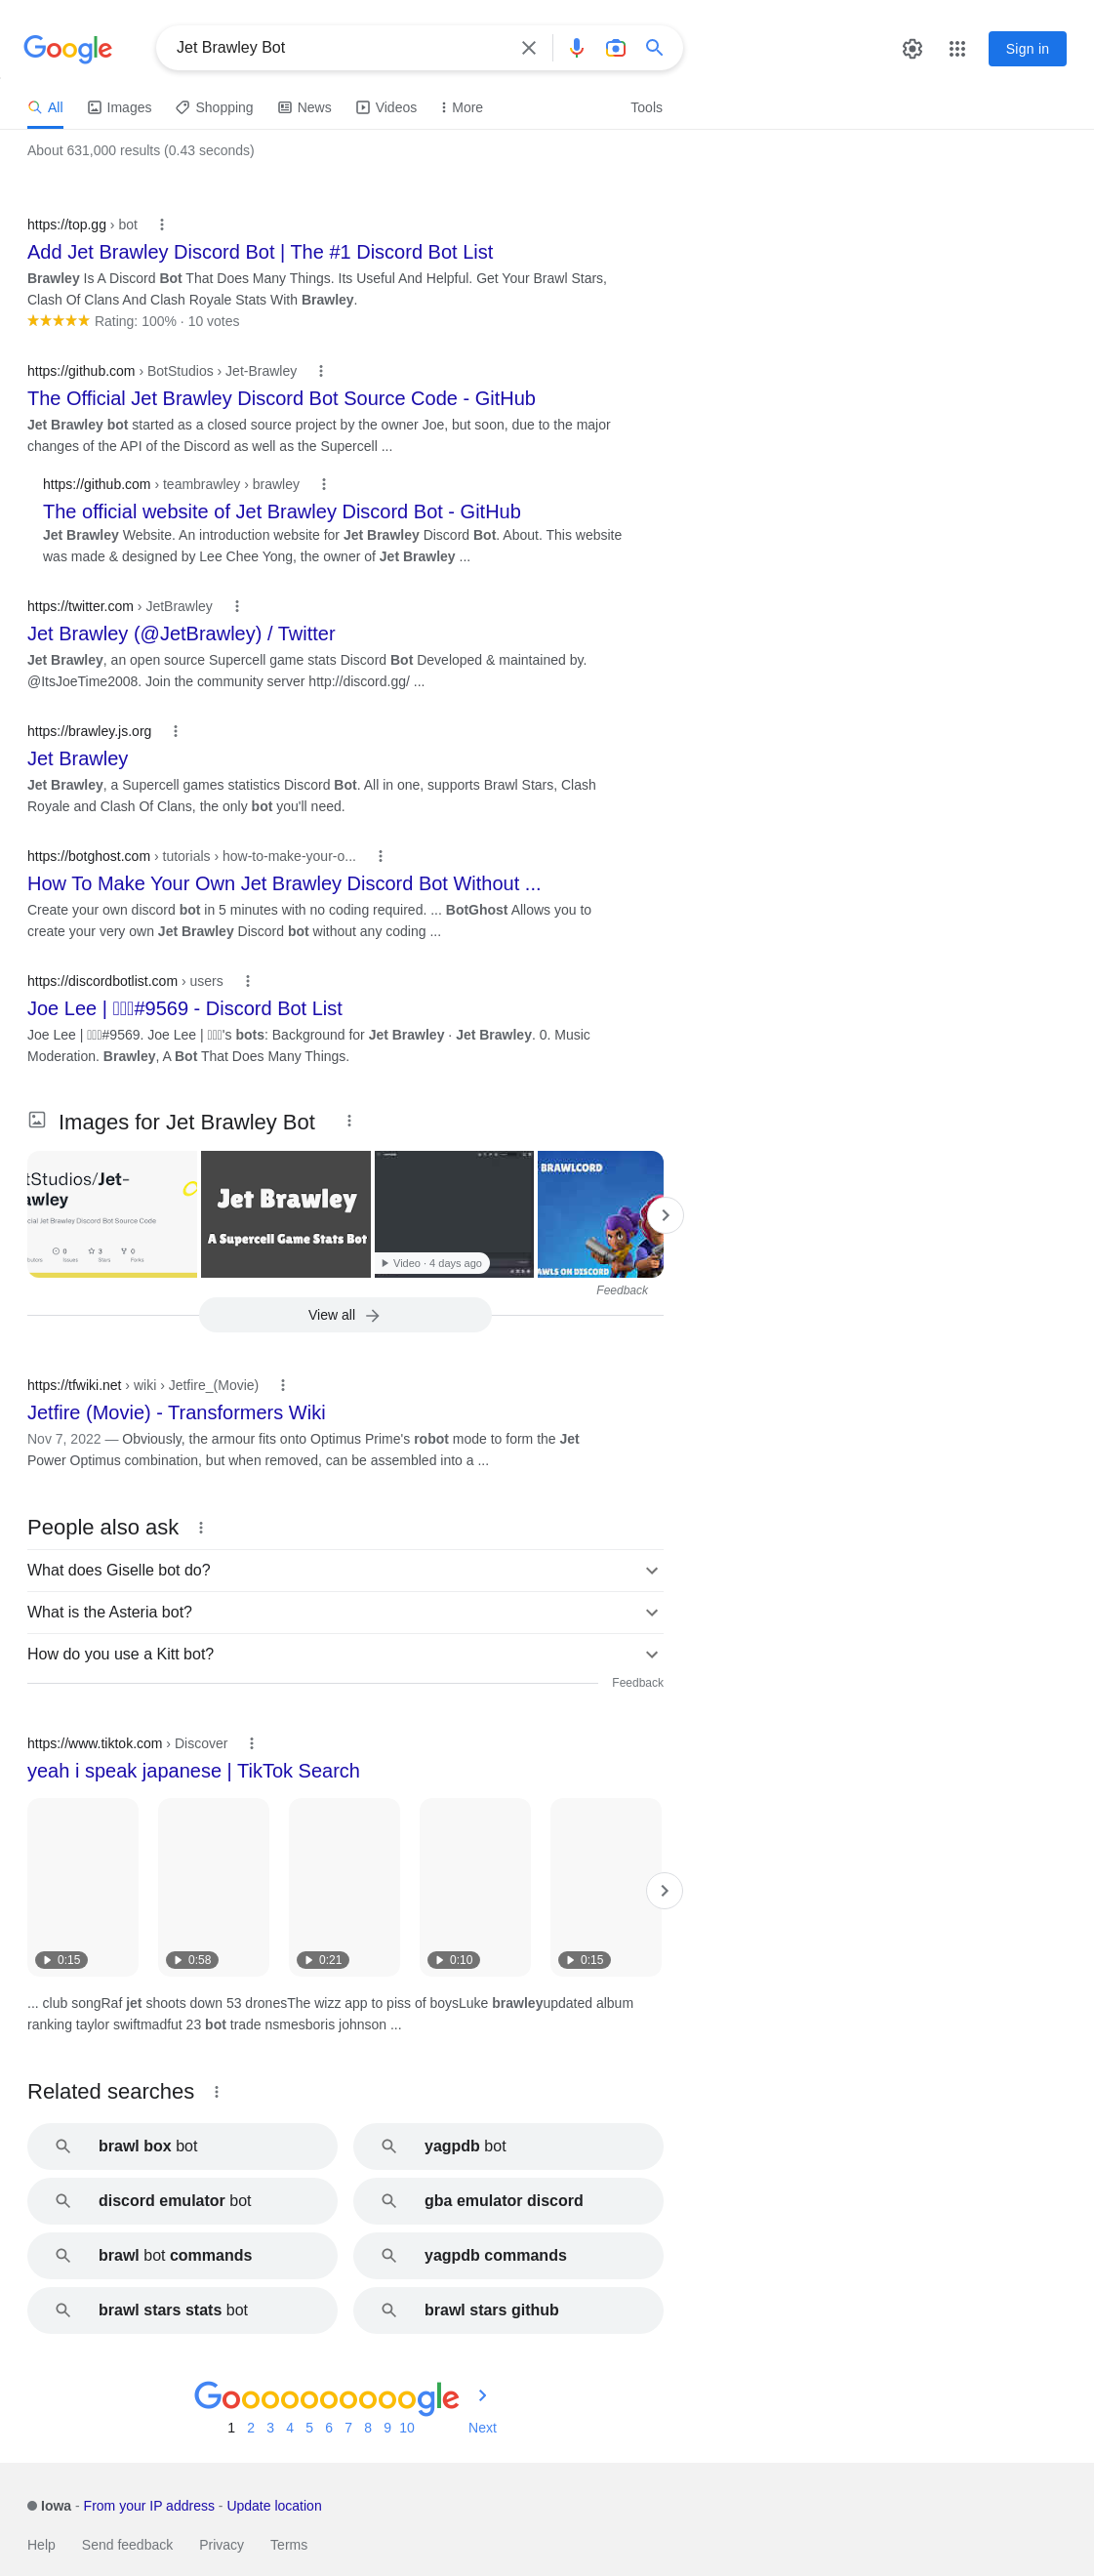 Google
Jet Brawley Bot
Sign in
All Images Shopping News Videos More Tools
About 631,000 results (0.43 seconds)
https://top.gg › bot
Add Jet Brawley Discord Bot | The #1 Discord Bot List
Brawley Is A Discord Bot That Does Many Things. Its Useful And Helpful. Get Your Brawl Stars,
Clash Of Clans And Clash Royale Stats With Brawley.
Rating: 100% · 10 votes
https://github.com › BotStudios › Jet-Brawley
The Official Jet Brawley Discord Bot Source Code - GitHub
Jet Brawley bot started as a closed source project by the owner Joe, but soon, due to the major
changes of the API of the Discord as well as the Supercell ...
https://github.com › teambrawley › brawley
The official website of Jet Brawley Discord Bot - GitHub
Jet Brawley Website. An introduction website for Jet Brawley Discord Bot. About. This website
was made & designed by Lee Chee Yong, the owner of Jet Brawley ...
https://twitter.com › JetBrawley
Jet Brawley (@JetBrawley) / Twitter
Jet Brawley, an open source Supercell game stats Discord Bot Developed & maintained by.
@ItsJoeTime2008. Join the community server http://discord.gg/ ...
https://brawley.js.org
Jet Brawley
Jet Brawley, a Supercell games statistics Discord Bot. All in one, supports Brawl Stars, Clash
Royale and Clash Of Clans, the only bot you'll need.
https://botghost.com › tutorials › how-to-make-your-o...
How To Make Your Own Jet Brawley Discord Bot Without ...
Create your own discord bot in 5 minutes with no coding required. ... BotGhost Allows you to
create your very own Jet Brawley Discord bot without any coding ...
https://discordbotlist.com › users
Joe Lee | #9569 - Discord Bot List
Joe Lee | #9569. Joe Lee | 's bots: Background for Jet Brawley · Jet Brawley. 0. Music
Moderation. Brawley, A Bot That Does Many Things.
Images for Jet Brawley Bot
tStudios/Jet-
awley
cial Jet Brawley Discord Bot Source Code
0 3 0
Issues Stars Forks
Jet Brawley
A Supercell Game Stats Bot
Video · 4 days ago
BRAWLCORD
AWLS ON DISCORD
Feedback
View all
https://tfwiki.net › wiki › Jetfire_(Movie)
Jetfire (Movie) - Transformers Wiki
Nov 7, 2022 — Obviously, the armour fits onto Optimus Prime's robot mode to form the Jet
Power Optimus combination, but when removed, can be assembled into a ...
People also ask
What does Giselle bot do?
What is the Asteria bot?
How do you use a Kitt bot?
Feedback
https://www.tiktok.com › Discover
yeah i speak japanese | TikTok Search
0:15 0:58 0:21 0:10 0:15
... club songRaf jet shoots down 53 dronesThe wizz app to piss of boysLuke brawleyupdated album
ranking taylor swiftmadfut 23 bot trade nsmesboris johnson ...
Related searches
brawl box bot
yagpdb bot
discord emulator bot
gba emulator discord
brawl bot commands
yagpdb commands
brawl stars stats bot
brawl stars github
Goooooooooogle
1 2 3 4 5 6 7 8 9 10 Next
Iowa - From your IP address - Update location
Help Send feedback Privacy Terms